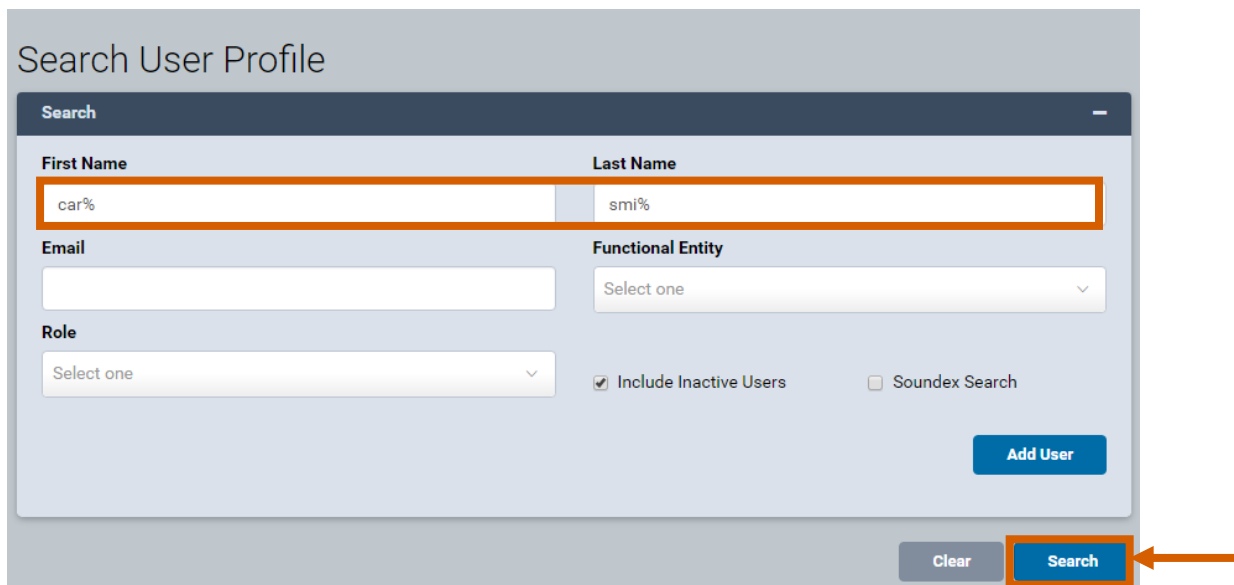 Search User Profile
Search
First Name Last Name
car% smi%
Email Functional Entity
Select one
Role
Select one
Include Inactive Users Soundex Search
Add User
Clear Search